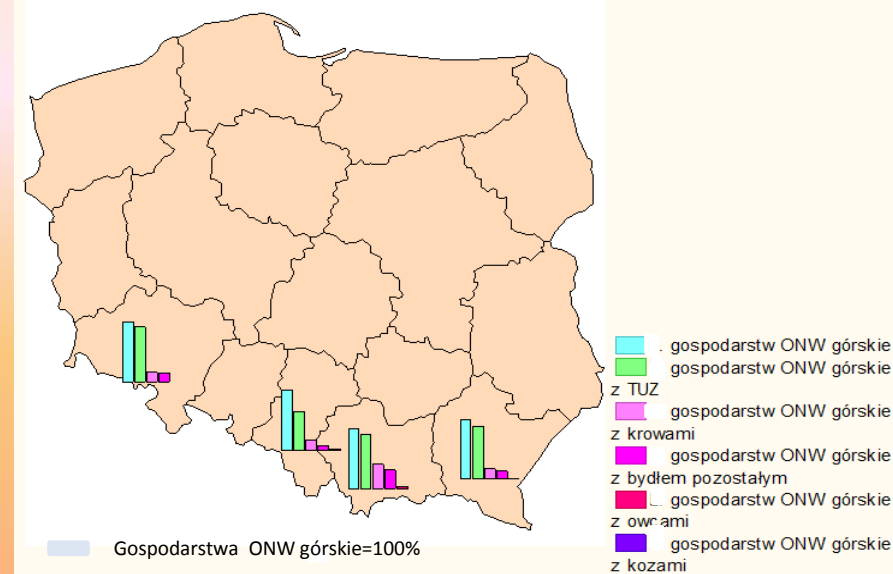 gospodarstw ONW górskie
gospodarstw ONW górskie
z TUZ
gospodarstw ONW górskie
z krowami
gospodarstw ONW górskie
z bydłem pozostałym
gospodarstw ONW górskie
z owcami
gospodarstw ONW górskie
z kozami
Gospodarstwa ONW górskie=100%